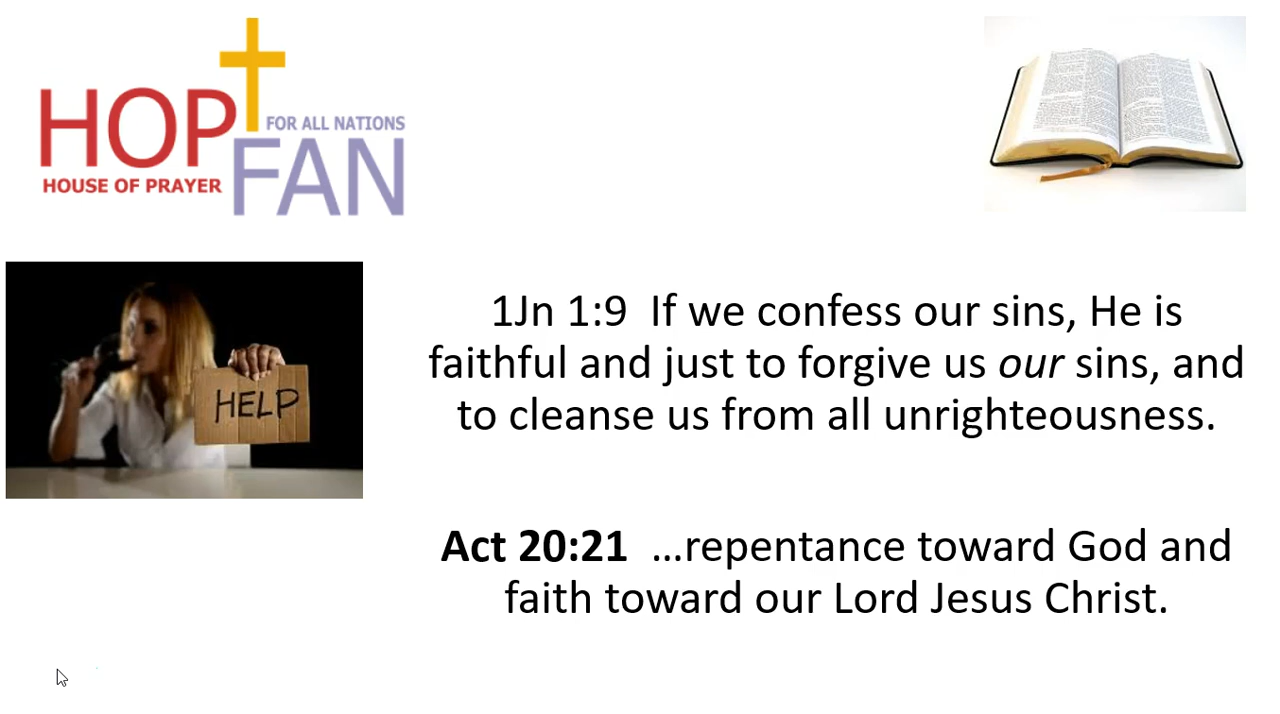 HOP
FOR ALL NATIONS
HOUSE OF PRAYER
FAN
HELP
1Jn 1:9  If we confess our sins, He is
faithful and just to forgive us our sins, and
to cleanse us from all unrighteousness.
Act 20:21  …repentance toward God and
faith toward our Lord Jesus Christ.